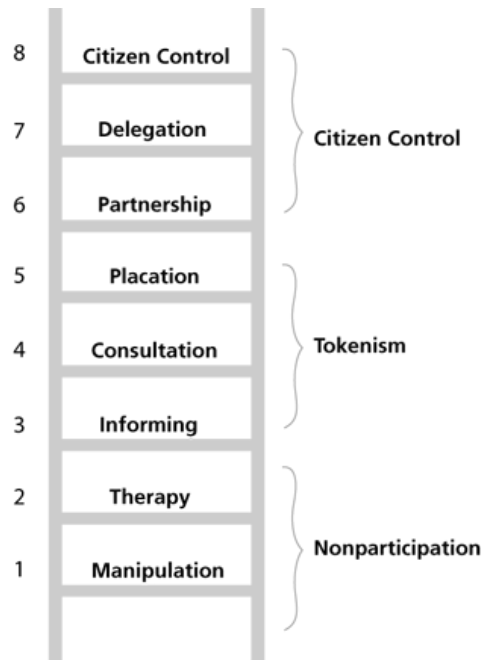 8 Citizen Control
7 Delegation
Citizen Control
6 Partnership
5 Placation
4 Consultation
Tokenism
3 Informing
2 Therapy
Nonparticipation
1 Manipulation